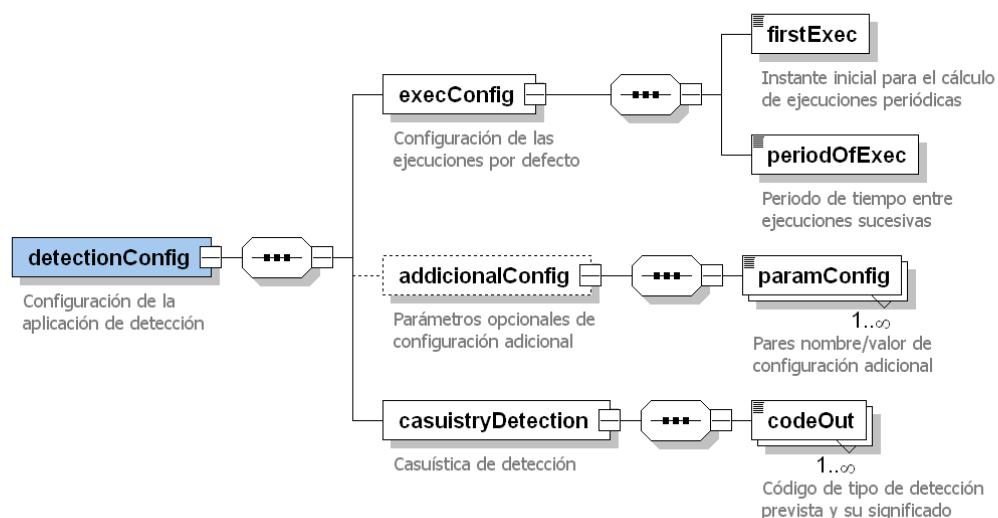 firstExec
Instante inicial para el cálculo
de ejecuciones periódicas
execConfig
Configuración de las
ejecuciones por defecto
periodOfExec
Periodo de tiempo entre
ejecuciones sucesivas
detectionConfig
Configuración de la
aplicación de detección
addicionalConfig
Parámetros opcionales de
configuración adicional
paramConfig
1..∞
Pares nombre/valor de
configuración adicional
casuistryDetection
Casuística de detección
codeOut
1..∞
Código de tipo de detección
prevista y su significado